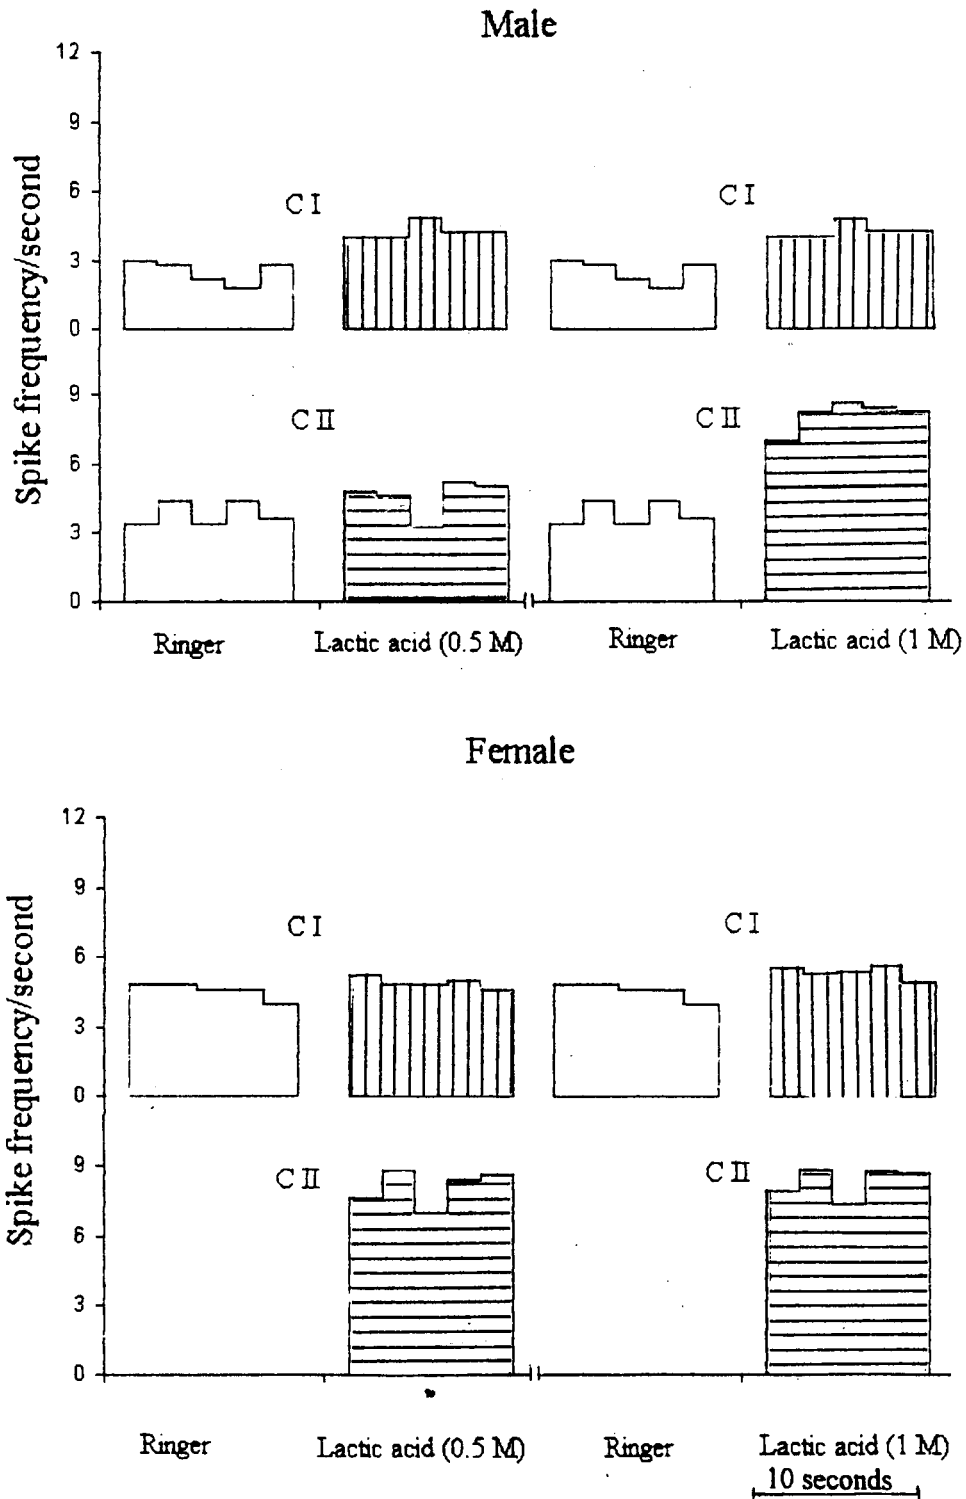 Male
Spike frequency/second
12
9
6
3
0
C I
C I
9
6
3
0
C II
C II
Ringer
Lactic acid (0.5 M)
Ringer
Lactic acid (1 M)
Female
Spike frequency/second
12
9
6
3
0
C I
C I
9
6
3
0
C II
C II
Ringer
Lactic acid (0.5 M)
Ringer
Lactic acid (1 M)
10 seconds